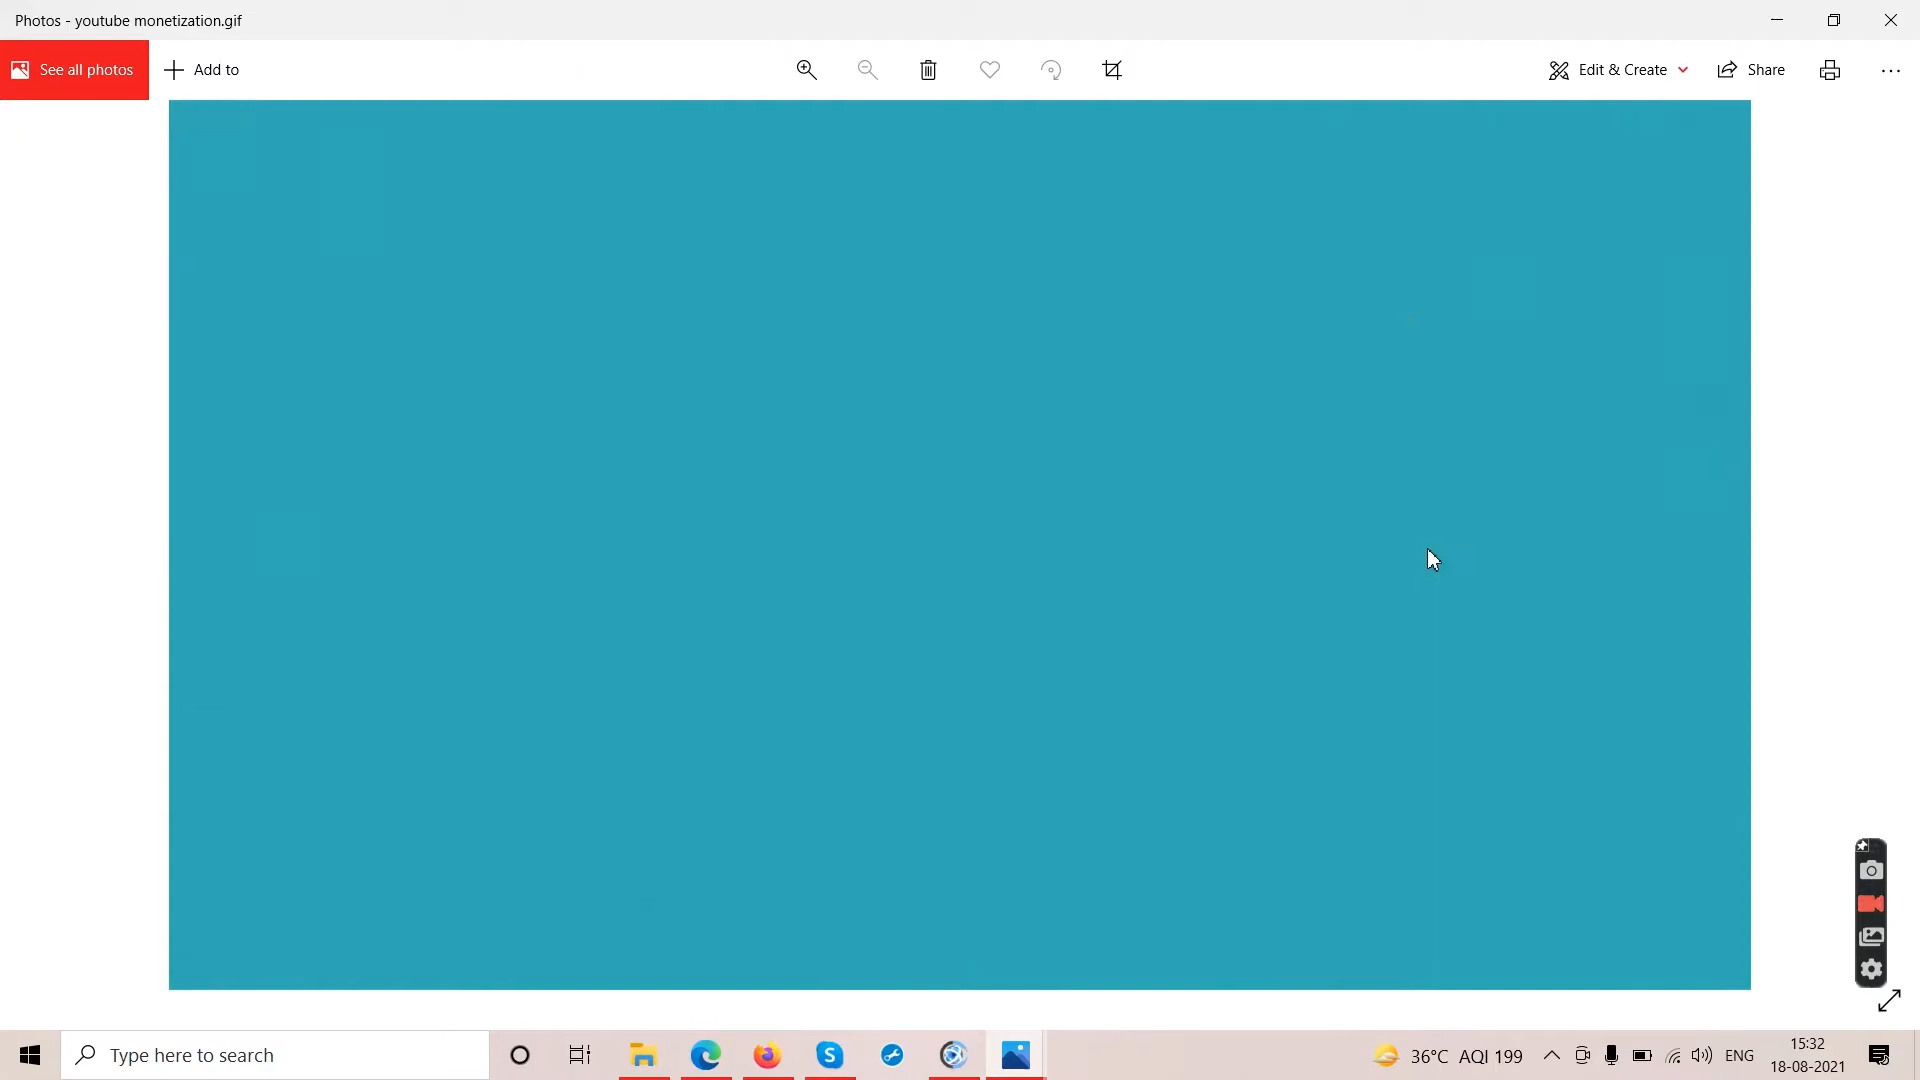 Photos - youtube monetization.gif
See all photos
Add to
Edit & Create
Share
Type here to search
36°C AQI 199
ENG
15:32
18-08-2021